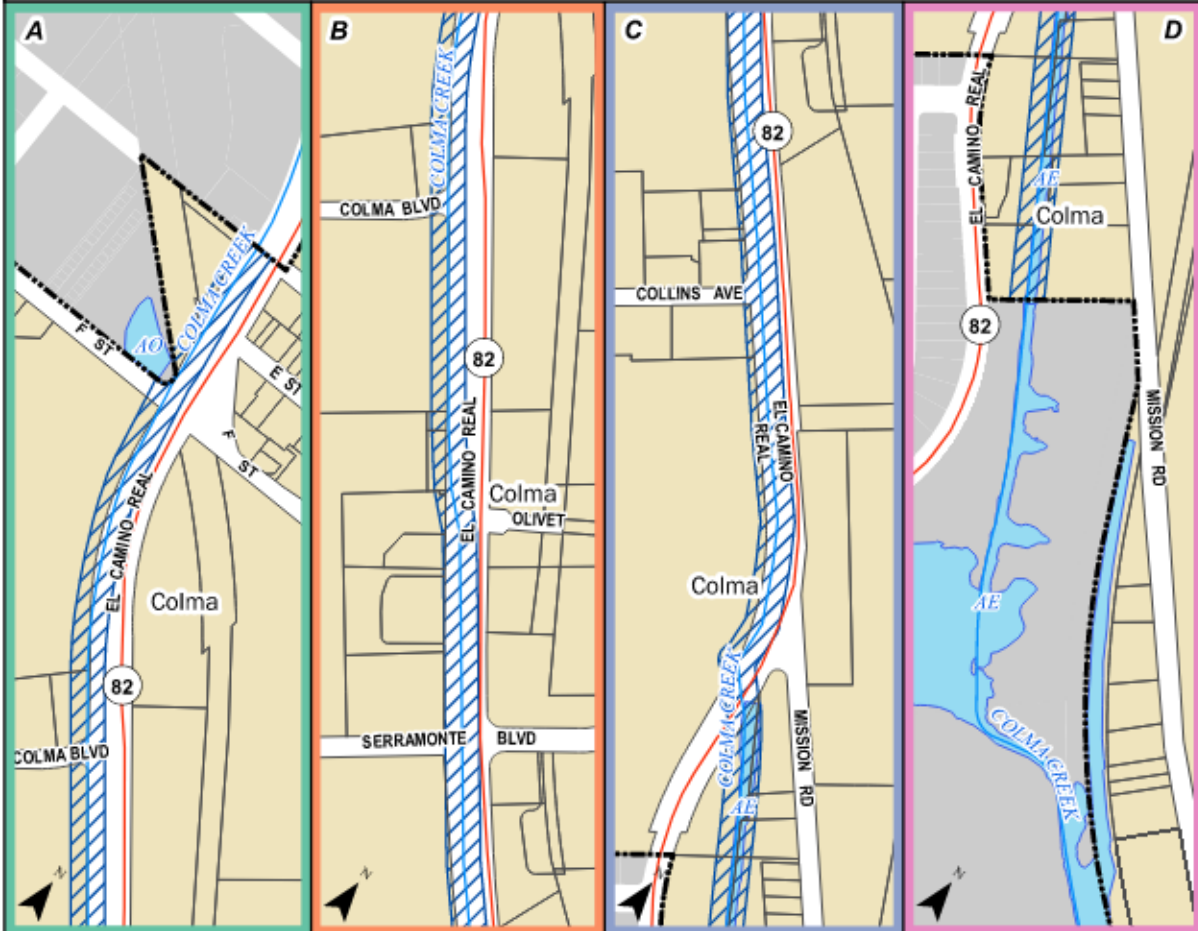 A
COLMA CREEK
AO
F ST
E ST
F ST
EL CAMINO REAL
Colma
82
COLMA BLVD
N
B
COLMA CREEK
COLMA BLVD
82
EL CAMINO REAL
Colma
OLIVET
SERRAMONTE BLVD
N
C
82
COLLINS AVE
EL CAMINO
REAL
Colma
COLMA CREEK
MISSION RD
AE
N
D
EL CAMINO REAL
AE
Colma
82
MISSION RD
AE
COLMA CREEK
N